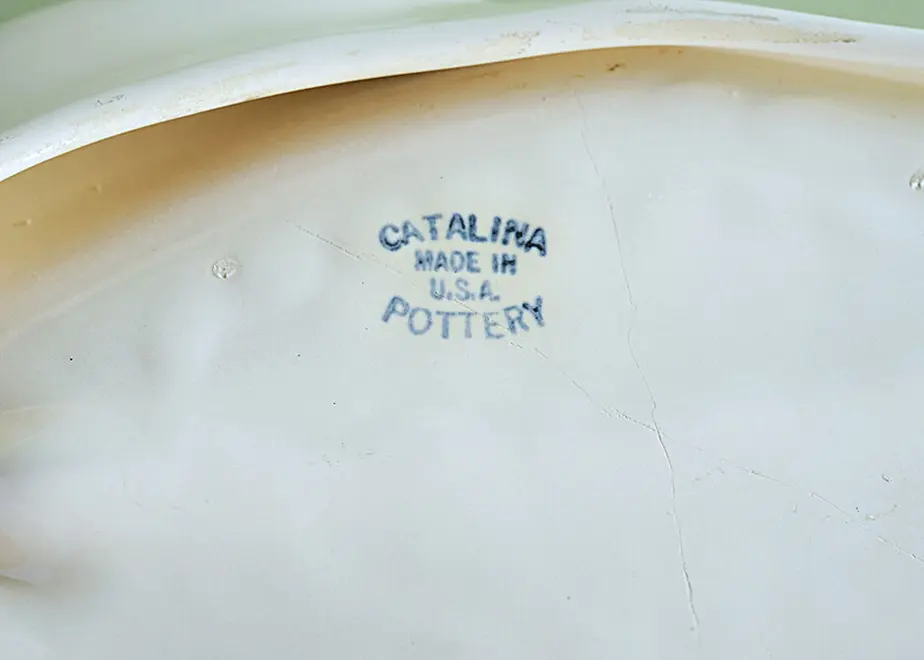 CATALINA
MADE IN
U.S.A.
POTTERY